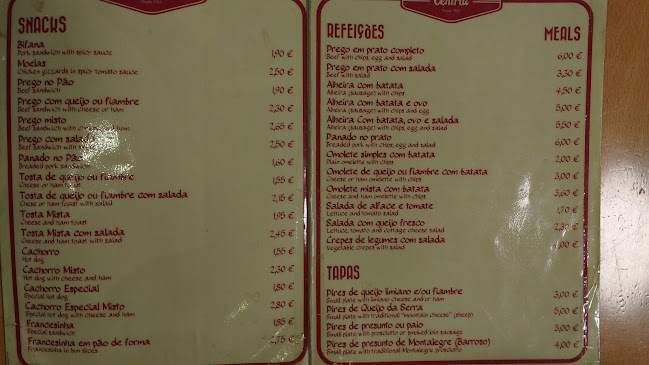 Desde 1962
SNACKS
Bifana
Pork sandwich with spicy sauce
1,90 €
Moelas
Chicken gizzards in spicy tomato sauce
2,50 €
Prego no Pão
Beef sandwich
1,90 €
Prego com queijo ou fiambre
Beef sandwich with cheese or ham
2,30 €
Prego misto
Beef sandwich with cheese and ham
2,65 €
Prego com salada
Beef sandwich with salad
2,50 €
Panado no Pão
Breaded pork sandwich
1,60 €
Tosta de queijo ou fiambre
Cheese or ham toast
1,55 €
Tosta de queijo ou fiambre com salada
Chese or ham toast with salad
2,15 €
Tosta Mista
Cheese and ham toast
1,95 €
Tosta Mista com salada
Cheese and ham toast with salad
2,45 €
Cachorro
Hot dog
1,55 €
Cachorro Misto
Hot dog with cheese and ham
2,30 €
Cachorro Especial
Special hot dog
1,80 €
Cachorro Especial Misto
Special hot dog with cheese and ham
2,80 €
Francesinha
Special sandwich
1,85 €
Francesinha em pão de forma
Francesinha in bun slices
2,75 €
Central
REFEIÇÕES MEALS
Prego em prato completo
Beef with chips, egg and salad
6,00 €
Prego em prato com salada
Beef with salad
3,30 €
Alheira com batata
Alheira (sausage) with chips
4,50 €
Alheira com batata e ovo
Alheira (sausage) with chips and egg
5,00 €
Alheira Com batata, ovo e salada
Alheira (sausage) with chips, egg and salad
5,50 €
Panado no prato
Breaded pork with chips, egg and salad
6,00 €
Omolete simples com batata
Plain omelette with chips
2,00 €
Omolete de queijo ou fiambre com batata
Cheese or ham omelette with chips
3,00 €
Omolete mista com batata
Cheese and ham omelette with chips
3,60 €
Salada de alface e tomate
Lettuce and tomato salad
1,70 €
Salada com queijo fresco
Lettuce, tomato and cottage cheese salad
2,30 €
Crepes de legumes com salada
Vegetable crepes with salad
1,00 €
TAPAS
Pires de queijo limiano e/ou fiambre
Small plate with limiano cheese and/or ham
3,00 €
Pires de Queijo da Serra
Small plate with traditional "mountain cheese" (sheep)
5,00 €
Pires de presunto ou paio
Small plate with prosciutto or smoked loin sausage
3,00 €
Pires de presunto de Montalegre (Barroso)
Small plate with traditional Montalegre prosciutto
4,00 €